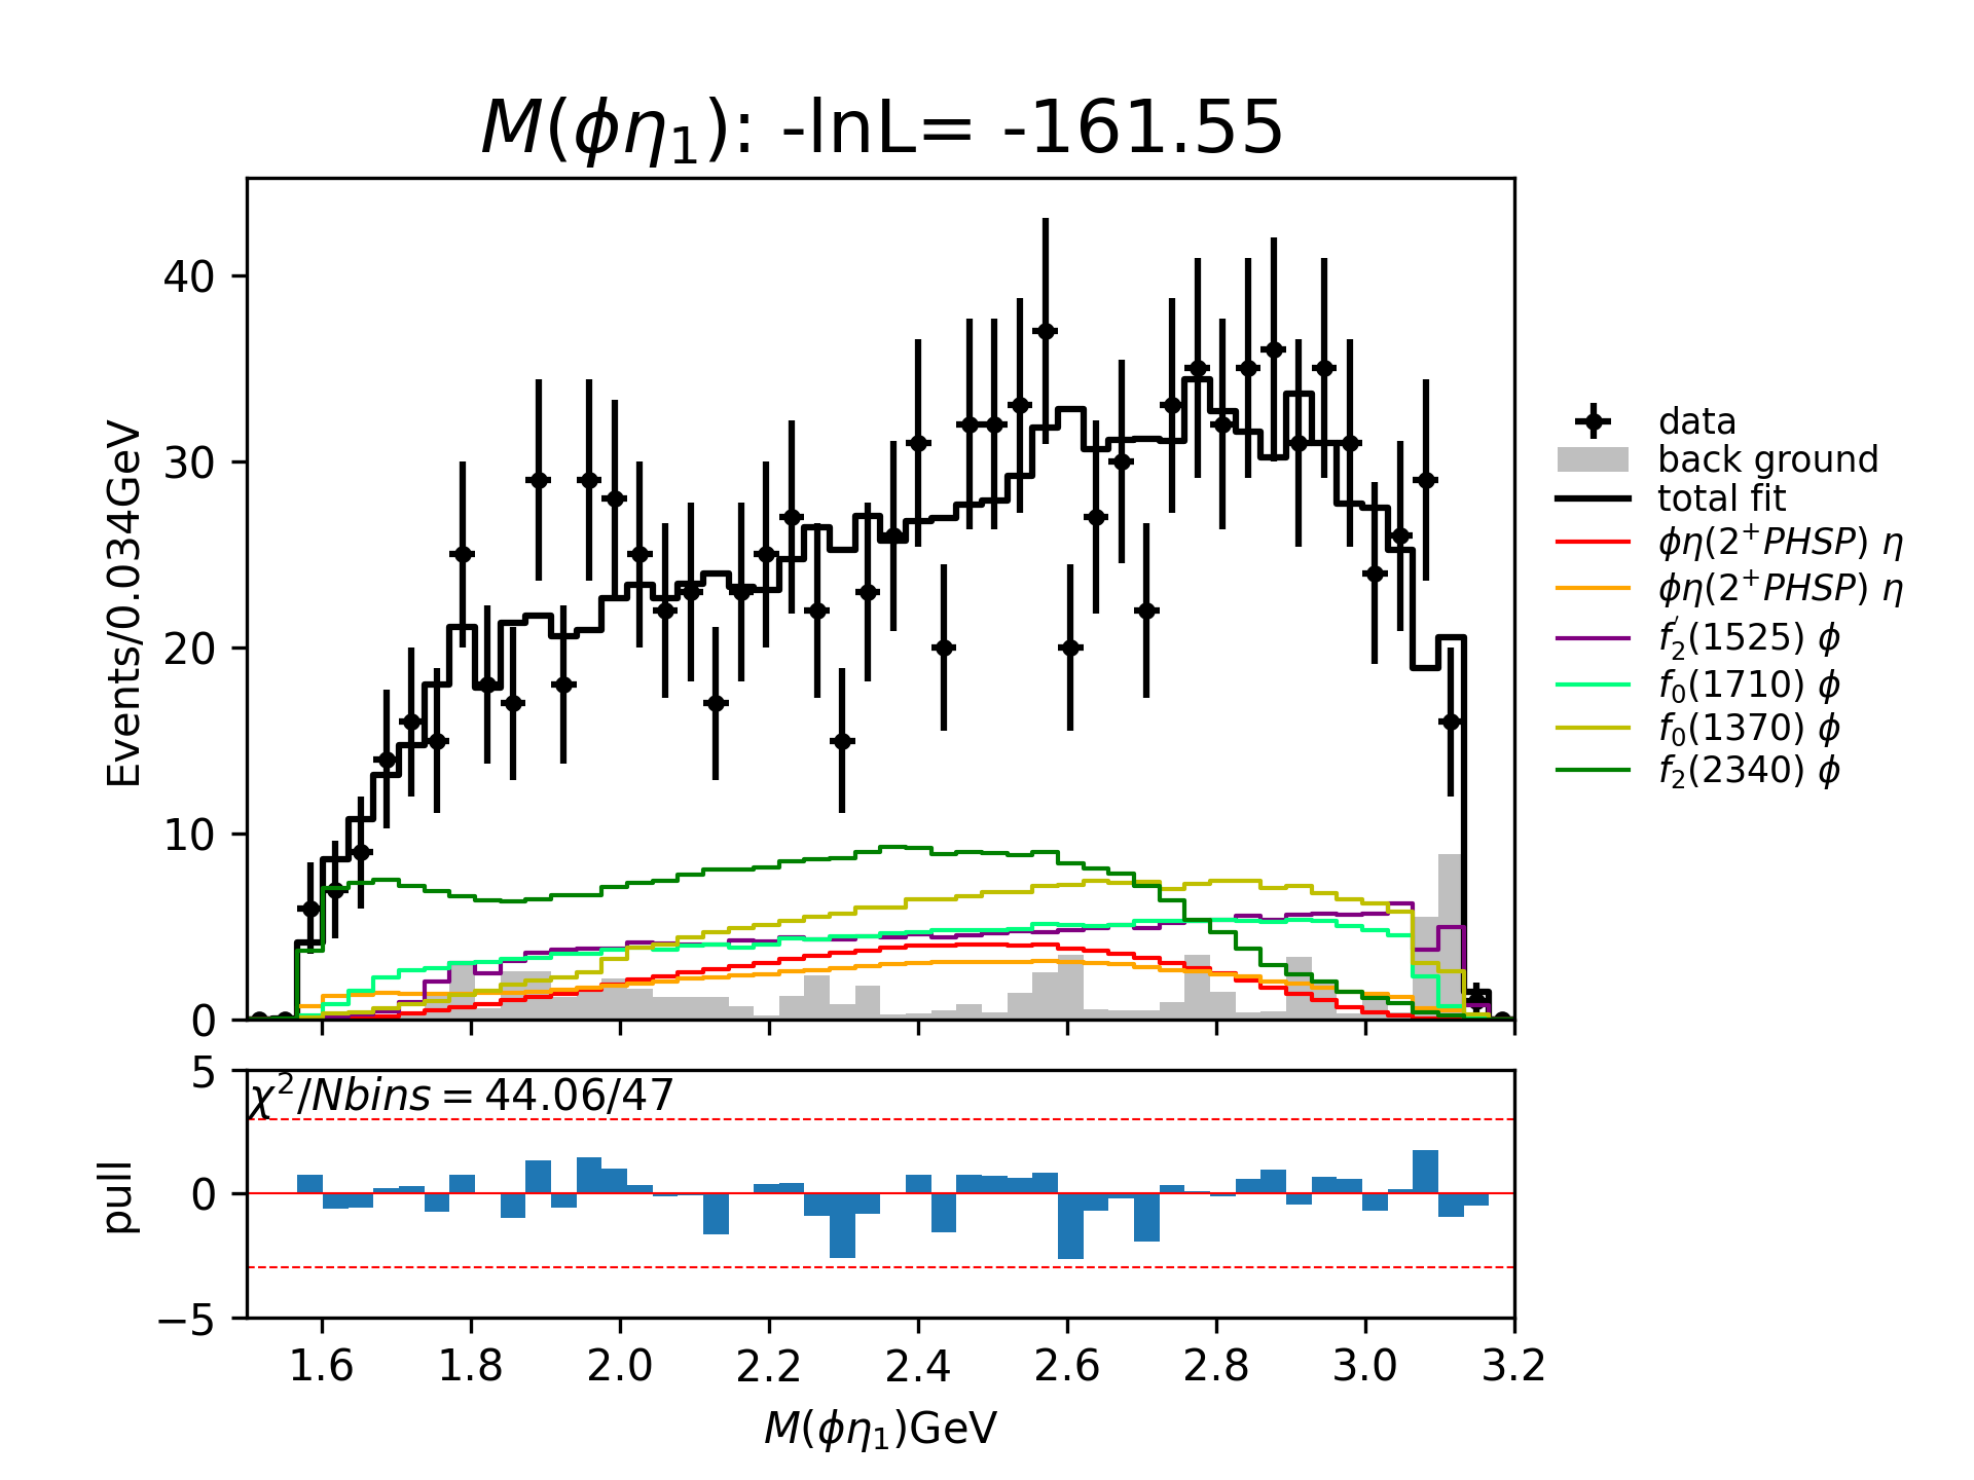 M(ϕη₁): -lnL= -161.55
40
30
20
10
0
Events/0.034GeV
data
back ground
total fit
ϕη(2⁺PHSP) η
ϕη(2⁺PHSP) η
f₂′(1525) ϕ
f₀(1710) ϕ
f₀(1370) ϕ
f₂(2340) ϕ
χ²/Nbins = 44.06/47
5
0
−5
pull
1.6 1.8 2.0 2.2 2.4 2.6 2.8 3.0 3.2
M(ϕη₁)GeV